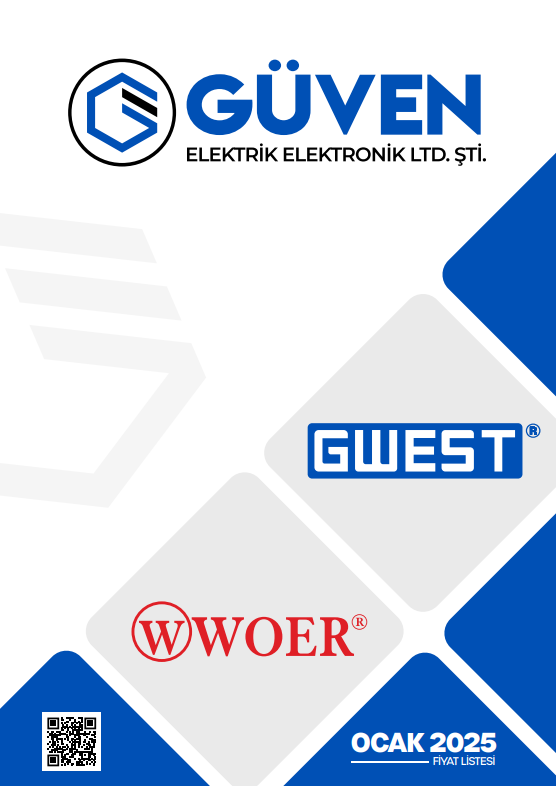 GÜVEN
ELEKTRİK ELEKTRONİK LTD. ŞTİ.
GWEST®
W WOER®
OCAK 2025
FİYAT LİSTESİ